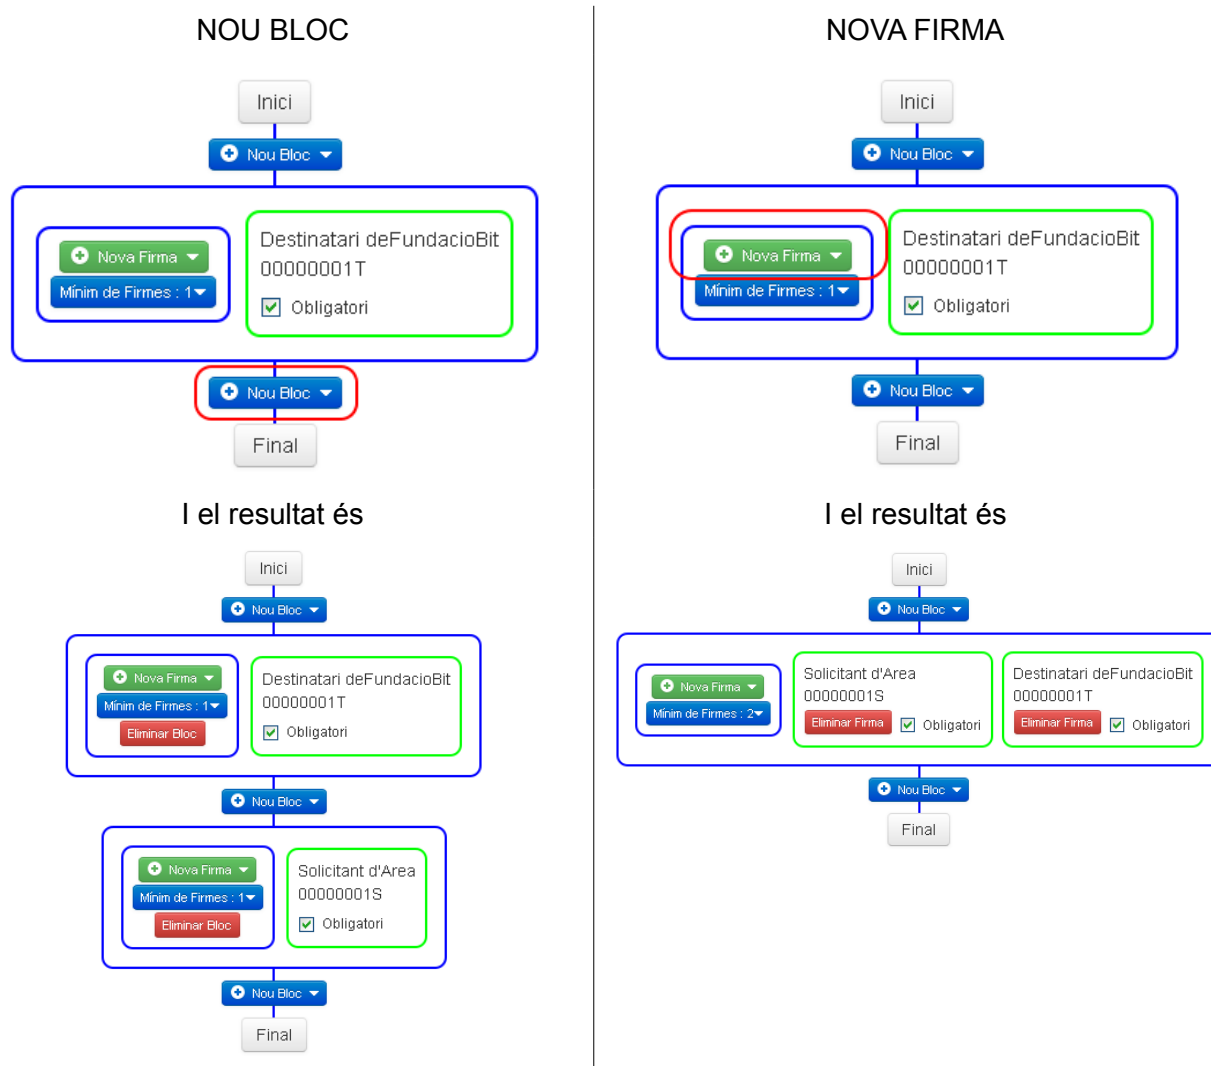 NOU BLOC
Inici
Nou Bloc
Nova Firma
Mínim de Firmes : 1
Destinatari deFundacioBit
00000001T
Obligatori
Nou Bloc
Final
I el resultat és
Inici
Nou Bloc
Nova Firma
Mínim de Firmes : 1
Eliminar Bloc
Destinatari deFundacioBit
00000001T
Obligatori
Nou Bloc
Nova Firma
Mínim de Firmes : 1
Eliminar Bloc
Solicitant d'Area
00000001S
Obligatori
Nou Bloc
Final
NOVA FIRMA
Inici
Nou Bloc
Nova Firma
Mínim de Firmes : 1
Destinatari deFundacioBit
00000001T
Obligatori
Nou Bloc
Final
I el resultat és
Inici
Nou Bloc
Nova Firma
Mínim de Firmes : 2
Solicitant d'Area
00000001S
Eliminar Firma Obligatori
Destinatari deFundacioBit
00000001T
Eliminar Firma Obligatori
Nou Bloc
Final